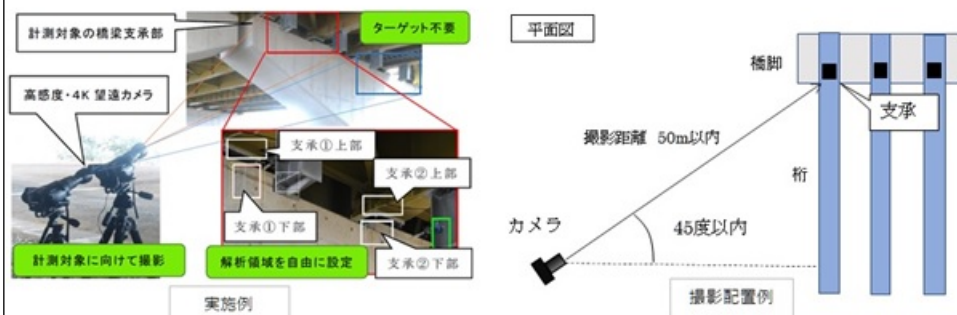 計測対象の橋梁支承部
ターゲット不要
高感度・4K 望遠カメラ
支承①上部
支承②上部
支承①下部
支承②下部
計測対象に向けて撮影
解析領域を自由に設定
実施例
平面図
橋脚
支承
撮影距離 50m以内
桁
カメラ
45度以内
撮影配置例